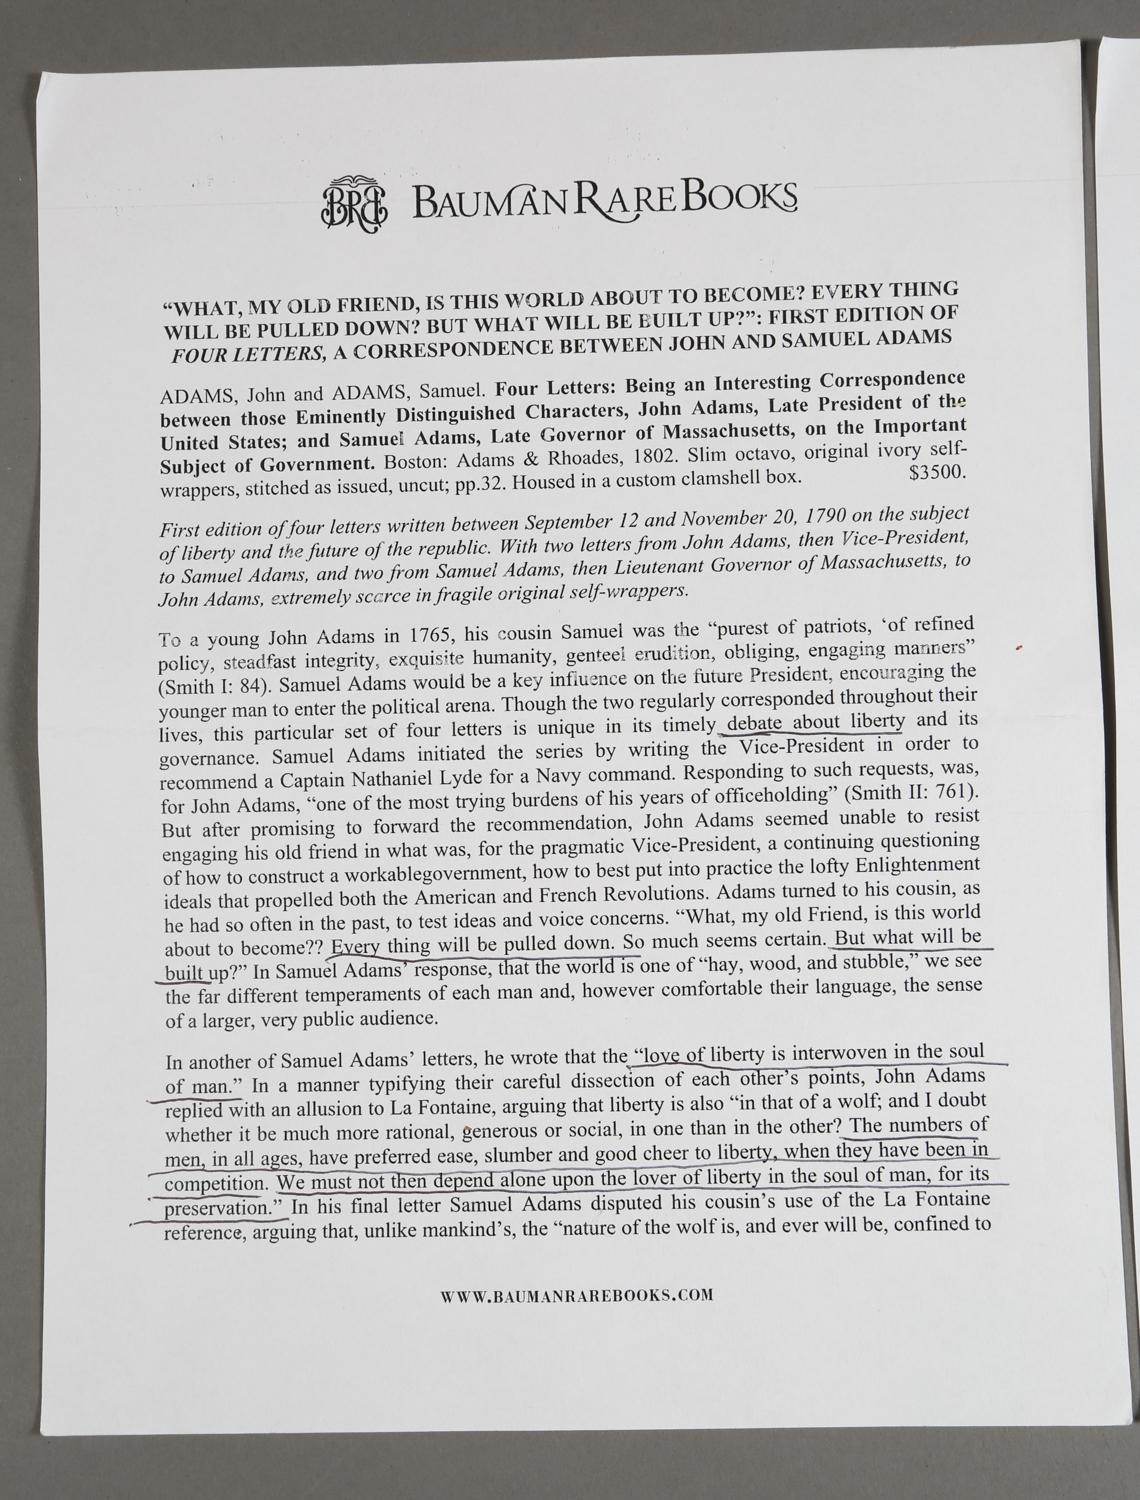 BRB BAUMAN RARE BOOKS
“WHAT, MY OLD FRIEND, IS THIS WORLD ABOUT TO BECOME? EVERY THING
WILL BE PULLED DOWN? BUT WHAT WILL BE BUILT UP?”: FIRST EDITION OF
FOUR LETTERS, A CORRESPONDENCE BETWEEN JOHN AND SAMUEL ADAMS
ADAMS, John and ADAMS, Samuel. Four Letters: Being an Interesting Correspondence
between those Eminently Distinguished Characters, John Adams, Late President of the
United States; and Samuel Adams, Late Governor of Massachusetts, on the Important
Subject of Government. Boston: Adams & Rhoades, 1802. Slim octavo, original ivory self-
wrappers, stitched as issued, uncut; pp.32. Housed in a custom clamshell box. $3500.
First edition of four letters written between September 12 and November 20, 1790 on the subject
of liberty and the future of the republic. With two letters from John Adams, then Vice-President,
to Samuel Adams, and two from Samuel Adams, then Lieutenant Governor of Massachusetts, to
John Adams, extremely scarce in fragile original self-wrappers.
To a young John Adams in 1765, his cousin Samuel was the “purest of patriots, ‘of refined
policy, steadfast integrity, exquisite humanity, genteel erudition, obliging, engaging manners”
(Smith I: 84). Samuel Adams would be a key influence on the future President, encouraging the
younger man to enter the political arena. Though the two regularly corresponded throughout their
lives, this particular set of four letters is unique in its timely debate about liberty and its
governance. Samuel Adams initiated the series by writing the Vice-President in order to
recommend a Captain Nathaniel Lyde for a Navy command. Responding to such requests, was,
for John Adams, “one of the most trying burdens of his years of officeholding” (Smith II: 761).
But after promising to forward the recommendation, John Adams seemed unable to resist
engaging his old friend in what was, for the pragmatic Vice-President, a continuing questioning
of how to construct a workablegovernment, how to best put into practice the lofty Enlightenment
ideals that propelled both the American and French Revolutions. Adams turned to his cousin, as
he had so often in the past, to test ideas and voice concerns. “What, my old Friend, is this world
about to become?? Every thing will be pulled down. So much seems certain. But what will be
built up?” In Samuel Adams’ response, that the world is one of “hay, wood, and stubble,” we see
the far different temperaments of each man and, however comfortable their language, the sense
of a larger, very public audience.
In another of Samuel Adams’ letters, he wrote that the “love of liberty is interwoven in the soul
of man.” In a manner typifying their careful dissection of each other’s points, John Adams
replied with an allusion to La Fontaine, arguing that liberty is also “in that of a wolf; and I doubt
whether it be much more rational, generous or social, in one than in the other? The numbers of
men, in all ages, have preferred ease, slumber and good cheer to liberty, when they have been in
competition. We must not then depend alone upon the lover of liberty in the soul of man, for its
preservation.” In his final letter Samuel Adams disputed his cousin’s use of the La Fontaine
reference, arguing that, unlike mankind’s, the “nature of the wolf is, and ever will be, confined to
WWW.BAUMANRAREBOOKS.COM